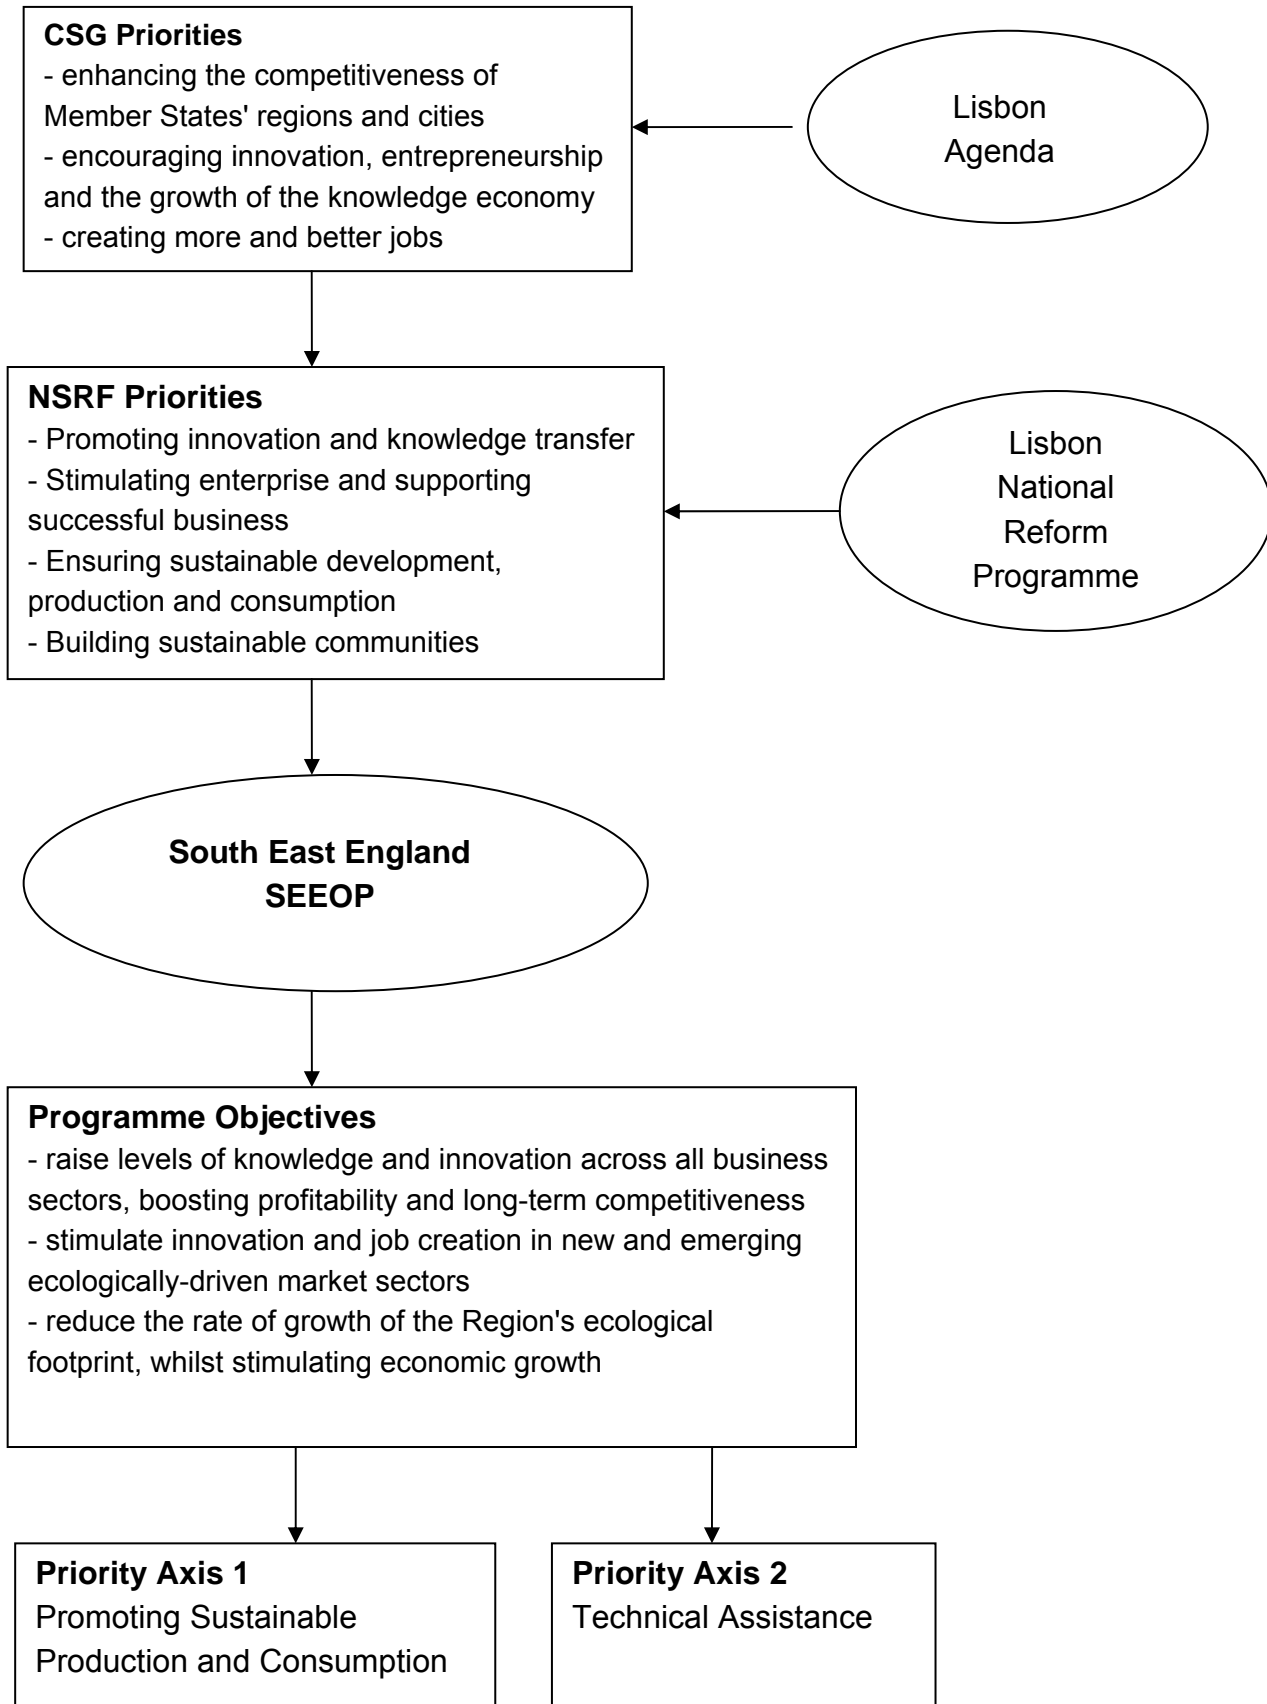 CSG Priorities
- enhancing the competitiveness of
Member States' regions and cities
- encouraging innovation, entrepreneurship
and the growth of the knowledge economy
- creating more and better jobs
Lisbon
Agenda
NSRF Priorities
- Promoting innovation and knowledge transfer
- Stimulating enterprise and supporting
successful business
- Ensuring sustainable development,
production and consumption
- Building sustainable communities
Lisbon
National
Reform
Programme
South East England
SEEOP
Programme Objectives
- raise levels of knowledge and innovation across all business
sectors, boosting profitability and long-term competitiveness
- stimulate innovation and job creation in new and emerging
ecologically-driven market sectors
- reduce the rate of growth of the Region's ecological
footprint, whilst stimulating economic growth
Priority Axis 1
Promoting Sustainable
Production and Consumption
Priority Axis 2
Technical Assistance